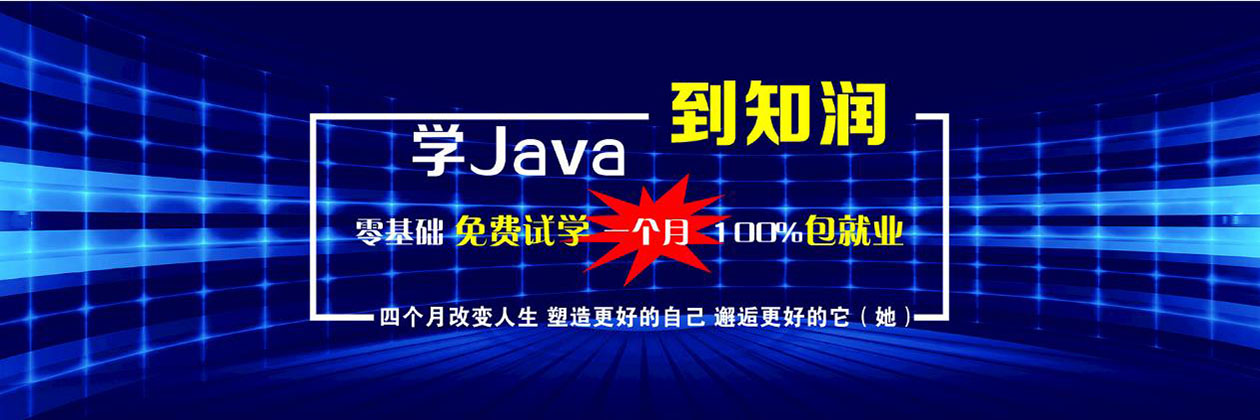 学Java 到知润
零基础 免费试学 一个月 100%包就业
四个月改变人生 塑造更好的自己 邂逅更好的它（她）